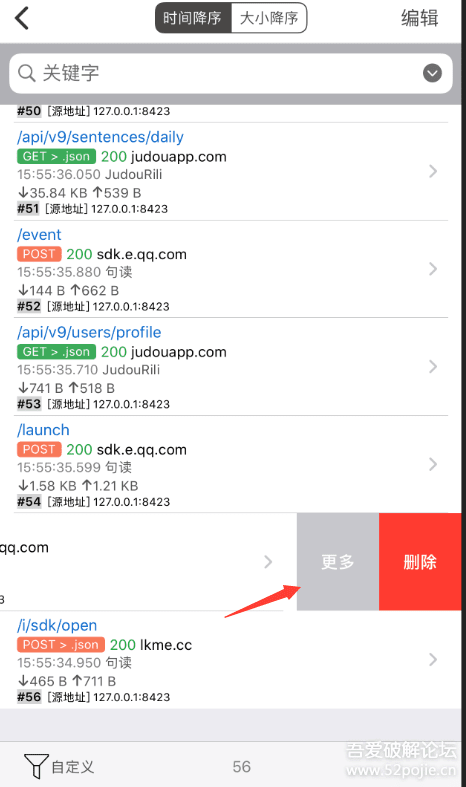 时间降序 大小降序 编辑
关键字
#50 [源地址] 127.0.0.1:8423
/api/v9/sentences/daily
GET > .json 200 judouapp.com
15:55:36.050 JudouRili
↓35.84 KB ↑539 B
#51 [源地址] 127.0.0.1:8423
/event
POST 200 sdk.e.qq.com
15:55:35.880 句读
↓144 B ↑662 B
#52 [源地址] 127.0.0.1:8423
/api/v9/users/profile
GET > .json 200 judouapp.com
15:55:35.710 JudouRili
↓741 B ↑518 B
#53 [源地址] 127.0.0.1:8423
/launch
POST 200 sdk.e.qq.com
15:55:35.599 句读
↓1.58 KB ↑1.21 KB
#54 [源地址] 127.0.0.1:8423
qq.com
更多 删除
3
/i/sdk/open
POST > .json 200 lkme.cc
15:55:34.950 句读
↓465 B ↑711 B
#56 [源地址] 127.0.0.1:8423
自定义 56
吾爱破解论坛
www.52pojie.cn